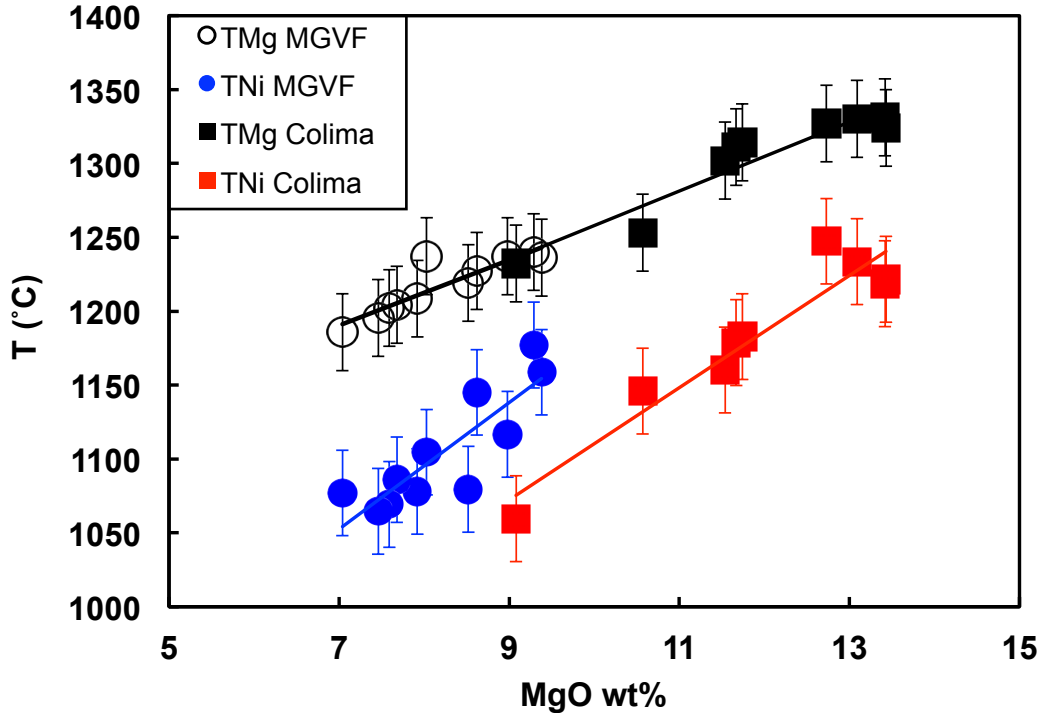 1400
1350
1300
1250
1200
1150
1100
1050
1000
T (˚C)
TMg MGVF
TNi MGVF
TMg Colima
TNi Colima
5 7 9 11 13 15
MgO wt%